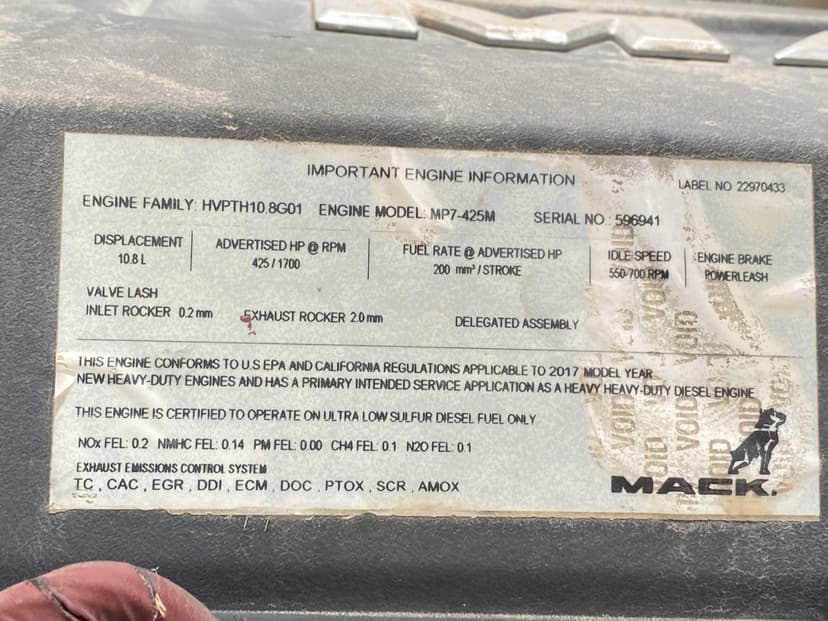 IMPORTANT ENGINE INFORMATION
LABEL NO 22970433
ENGINE FAMILY: HVPTH10.8G01 ENGINE MODEL: MP7-425M SERIAL NO.: 596941
DISPLACEMENT
10.8 L
ADVERTISED HP @ RPM
425 / 1700
FUEL RATE @ ADVERTISED HP
200 mm³ / STROKE
IDLE SPEED
550-700 RPM
ENGINE BRAKE
POWERLEASH
VALVE LASH
INLET ROCKER 0.2 mm EXHAUST ROCKER 2.0 mm DELEGATED ASSEMBLY
THIS ENGINE CONFORMS TO U.S EPA AND CALIFORNIA REGULATIONS APPLICABLE TO 2017 MODEL YEAR
NEW HEAVY-DUTY ENGINES AND HAS A PRIMARY INTENDED SERVICE APPLICATION AS A HEAVY HEAVY-DUTY DIESEL ENGINE
THIS ENGINE IS CERTIFIED TO OPERATE ON ULTRA LOW SULFUR DIESEL FUEL ONLY
NOx FEL: 0.2 NMHC FEL: 0.14 PM FEL: 0.00 CH4 FEL: 0.1 N2O FEL: 0.1
EXHAUST EMISSIONS CONTROL SYSTEM
TC , CAC , EGR , DDI , ECM , DOC , PTOX , SCR , AMOX
MACK.
VOID VOID VOID
VOID VOID VOID